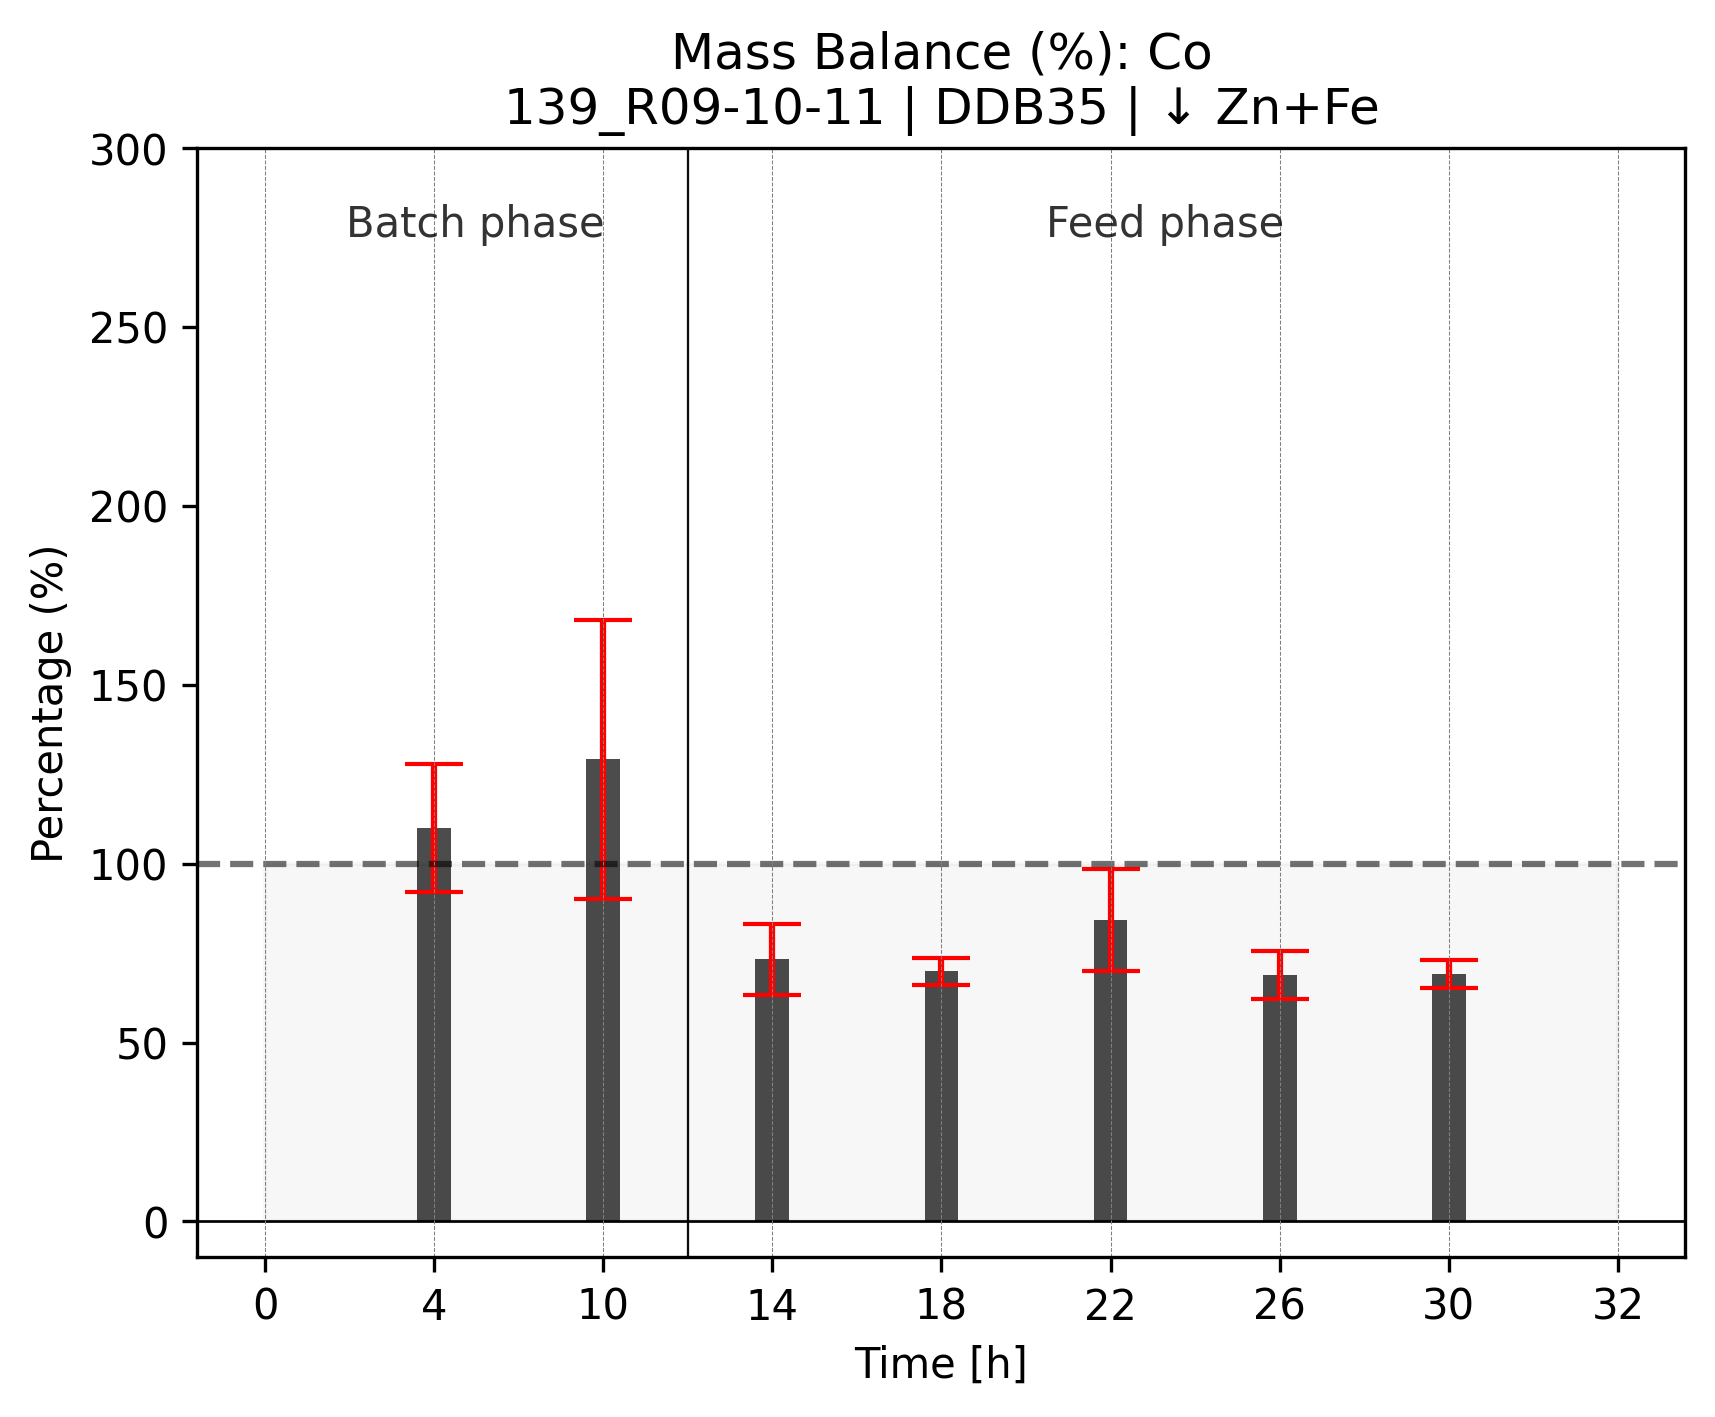 Mass Balance (%): Co
139_R09-10-11 | DDB35 | ↓ Zn+Fe
300
250
200
150
100
50
0
Percentage (%)
Batch phase
Feed phase
0 4 10 14 18 22 26 30 32
Time [h]